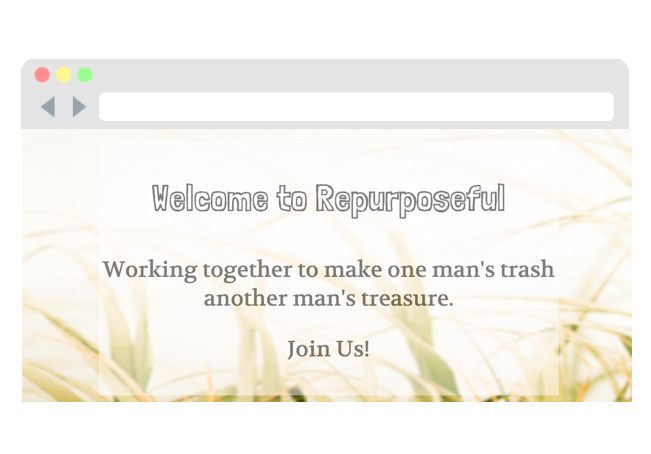 Welcome to Repurposeful
Working together to make one man's trash
another man's treasure.
Join Us!